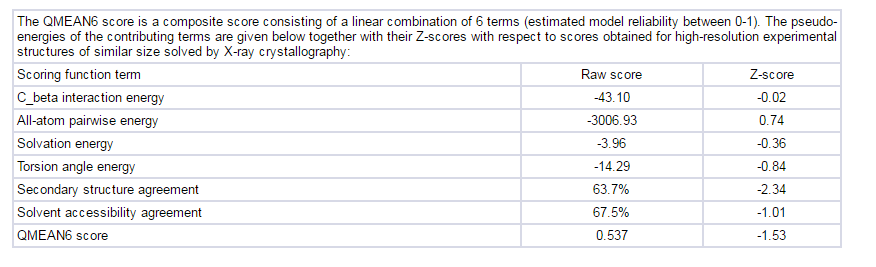 The QMEAN6 score is a composite score consisting of a linear combination of 6 terms (estimated model reliability between 0-1). The pseudo-
energies of the contributing terms are given below together with their Z-scores with respect to scores obtained for high-resolution experimental
structures of similar size solved by X-ray crystallography:
Scoring function term Raw score Z-score
C_beta interaction energy -43.10 -0.02
All-atom pairwise energy -3006.93 0.74
Solvation energy -3.96 -0.36
Torsion angle energy -14.29 -0.84
Secondary structure agreement 63.7% -2.34
Solvent accessibility agreement 67.5% -1.01
QMEAN6 score 0.537 -1.53